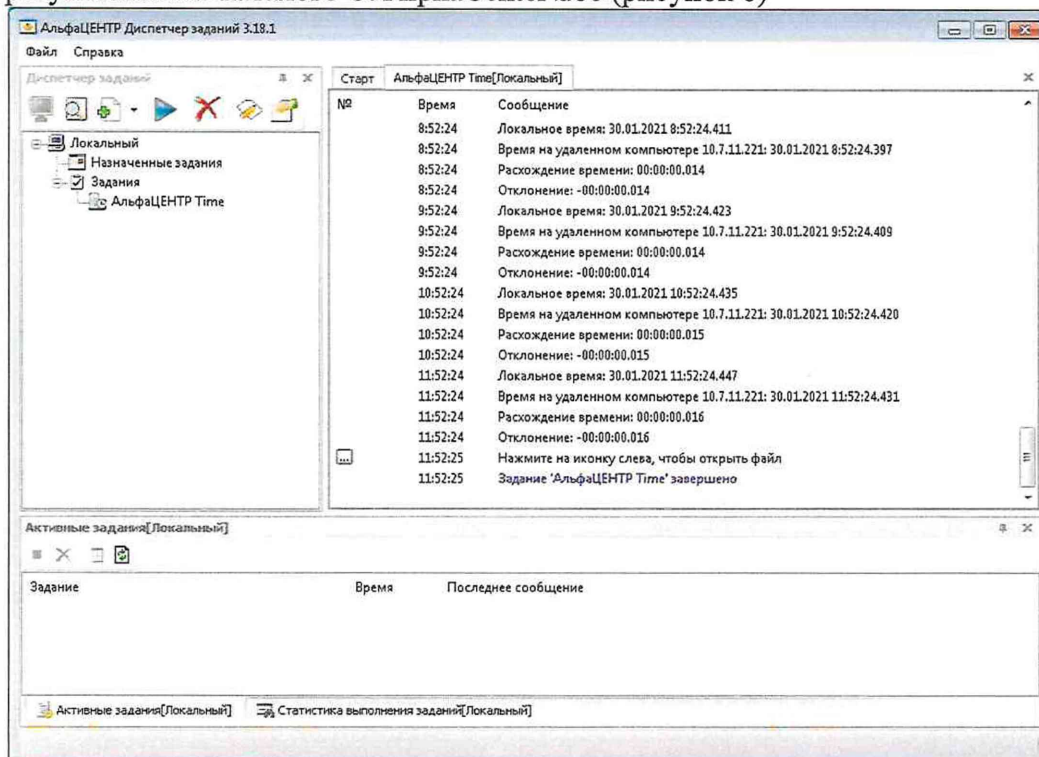 АльфаЦЕНТР Диспетчер заданий 3.18.1
Файл Справка
Диспетчер заданий
Локальный
Назначенные задания
Задания
АльфаЦЕНТР Time
Старт АльфаЦЕНТР Time[Локальный]
№ Время Сообщение
8:52:24 Локальное время: 30.01.2021 8:52:24.411
8:52:24 Время на удаленном компьютере 10.7.11.221: 30.01.2021 8:52:24.397
8:52:24 Расхождение времени: 00:00:00.014
8:52:24 Отклонение: -00:00:00.014
9:52:24 Локальное время: 30.01.2021 9:52:24.423
9:52:24 Время на удаленном компьютере 10.7.11.221: 30.01.2021 9:52:24.409
9:52:24 Расхождение времени: 00:00:00.014
9:52:24 Отклонение: -00:00:00.014
10:52:24 Локальное время: 30.01.2021 10:52:24.435
10:52:24 Время на удаленном компьютере 10.7.11.221: 30.01.2021 10:52:24.420
10:52:24 Расхождение времени: 00:00:00.015
10:52:24 Отклонение: -00:00:00.015
11:52:24 Локальное время: 30.01.2021 11:52:24.447
11:52:24 Время на удаленном компьютере 10.7.11.221: 30.01.2021 11:52:24.431
11:52:24 Расхождение времени: 00:00:00.016
11:52:24 Отклонение: -00:00:00.016
11:52:25 Нажмите на иконку слева, чтобы открыть файл
11:52:25 Задание 'АльфаЦЕНТР Time' завершено
Активные задания[Локальный]
Задание Время Последнее сообщение
Активные задания[Локальный] Статистика выполнения заданий[Локальный]